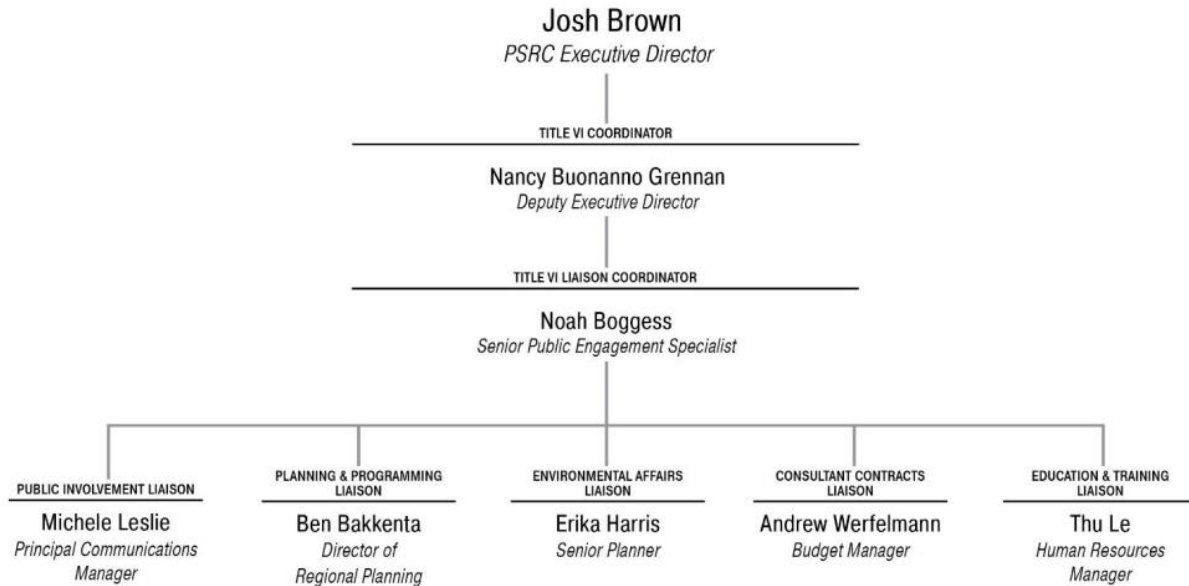 Josh Brown
PSRC Executive Director
TITLE VI COORDINATOR
Nancy Buonanno Grennan
Deputy Executive Director
TITLE VI LIAISON COORDINATOR
Noah Boggess
Senior Public Engagement Specialist
PUBLIC INVOLVEMENT LIAISON
Michele Leslie
Principal Communications
Manager
PLANNING & PROGRAMMING
LIAISON
Ben Bakkenta
Director of
Regional Planning
ENVIRONMENTAL AFFAIRS
LIAISON
Erika Harris
Senior Planner
CONSULTANT CONTRACTS
LIAISON
Andrew Werfelmann
Budget Manager
EDUCATION & TRAINING
LIAISON
Thu Le
Human Resources
Manager